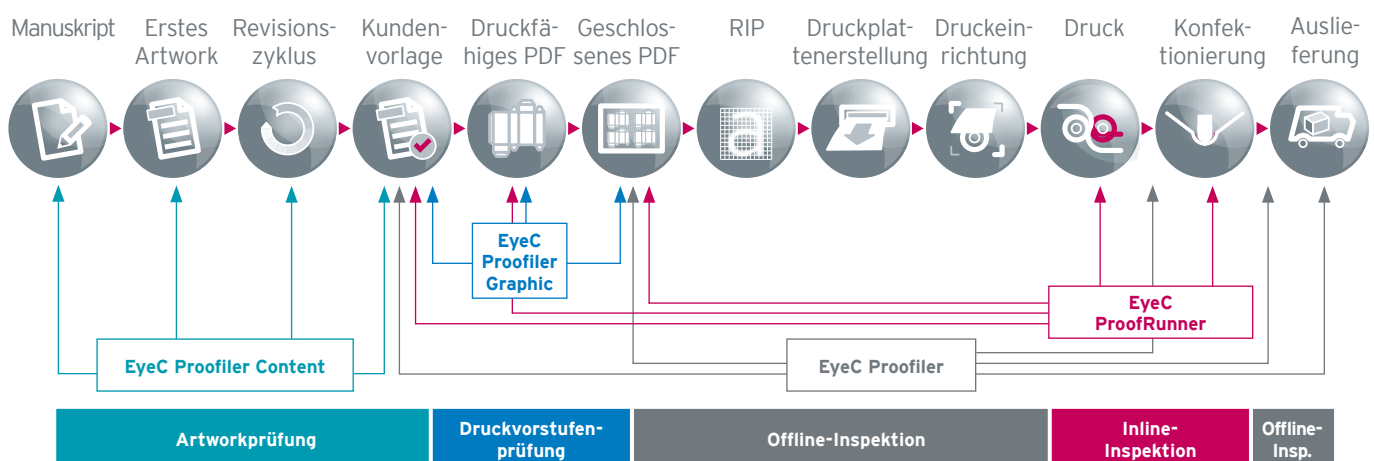 Manuskript
Erstes
Artwork
Revisions-
zyklus
Kunden-
vorlage
Druckfä-
higes PDF
Geschlos-
senes PDF
RIP
Druckplat-
tenerstellung
Druckein-
richtung
Druck
Konfek-
tionierung
Auslie-
ferung
a
EyeC
Proofiler
Graphic
EyeC
ProofRunner
EyeC Proofiler Content
EyeC Proofiler
Artworkprüfung
Druckvorstufen-
prüfung
Offline-Inspektion
Inline-
Inspektion
Offline-
Insp.